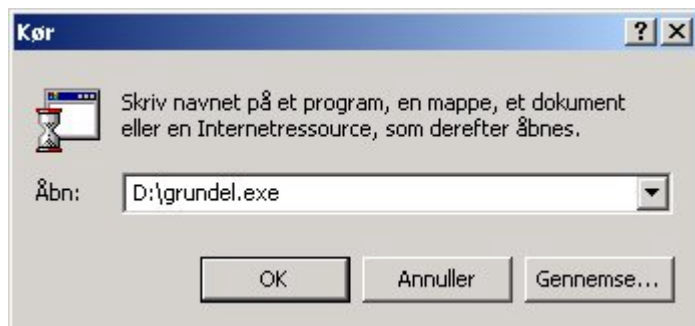 Kør
Skriv navnet på et program, en mappe, et dokument
eller en Internetressource, som derefter åbnes.
Åbn: D:\grundel.exe
OK Annuller Gennemse...